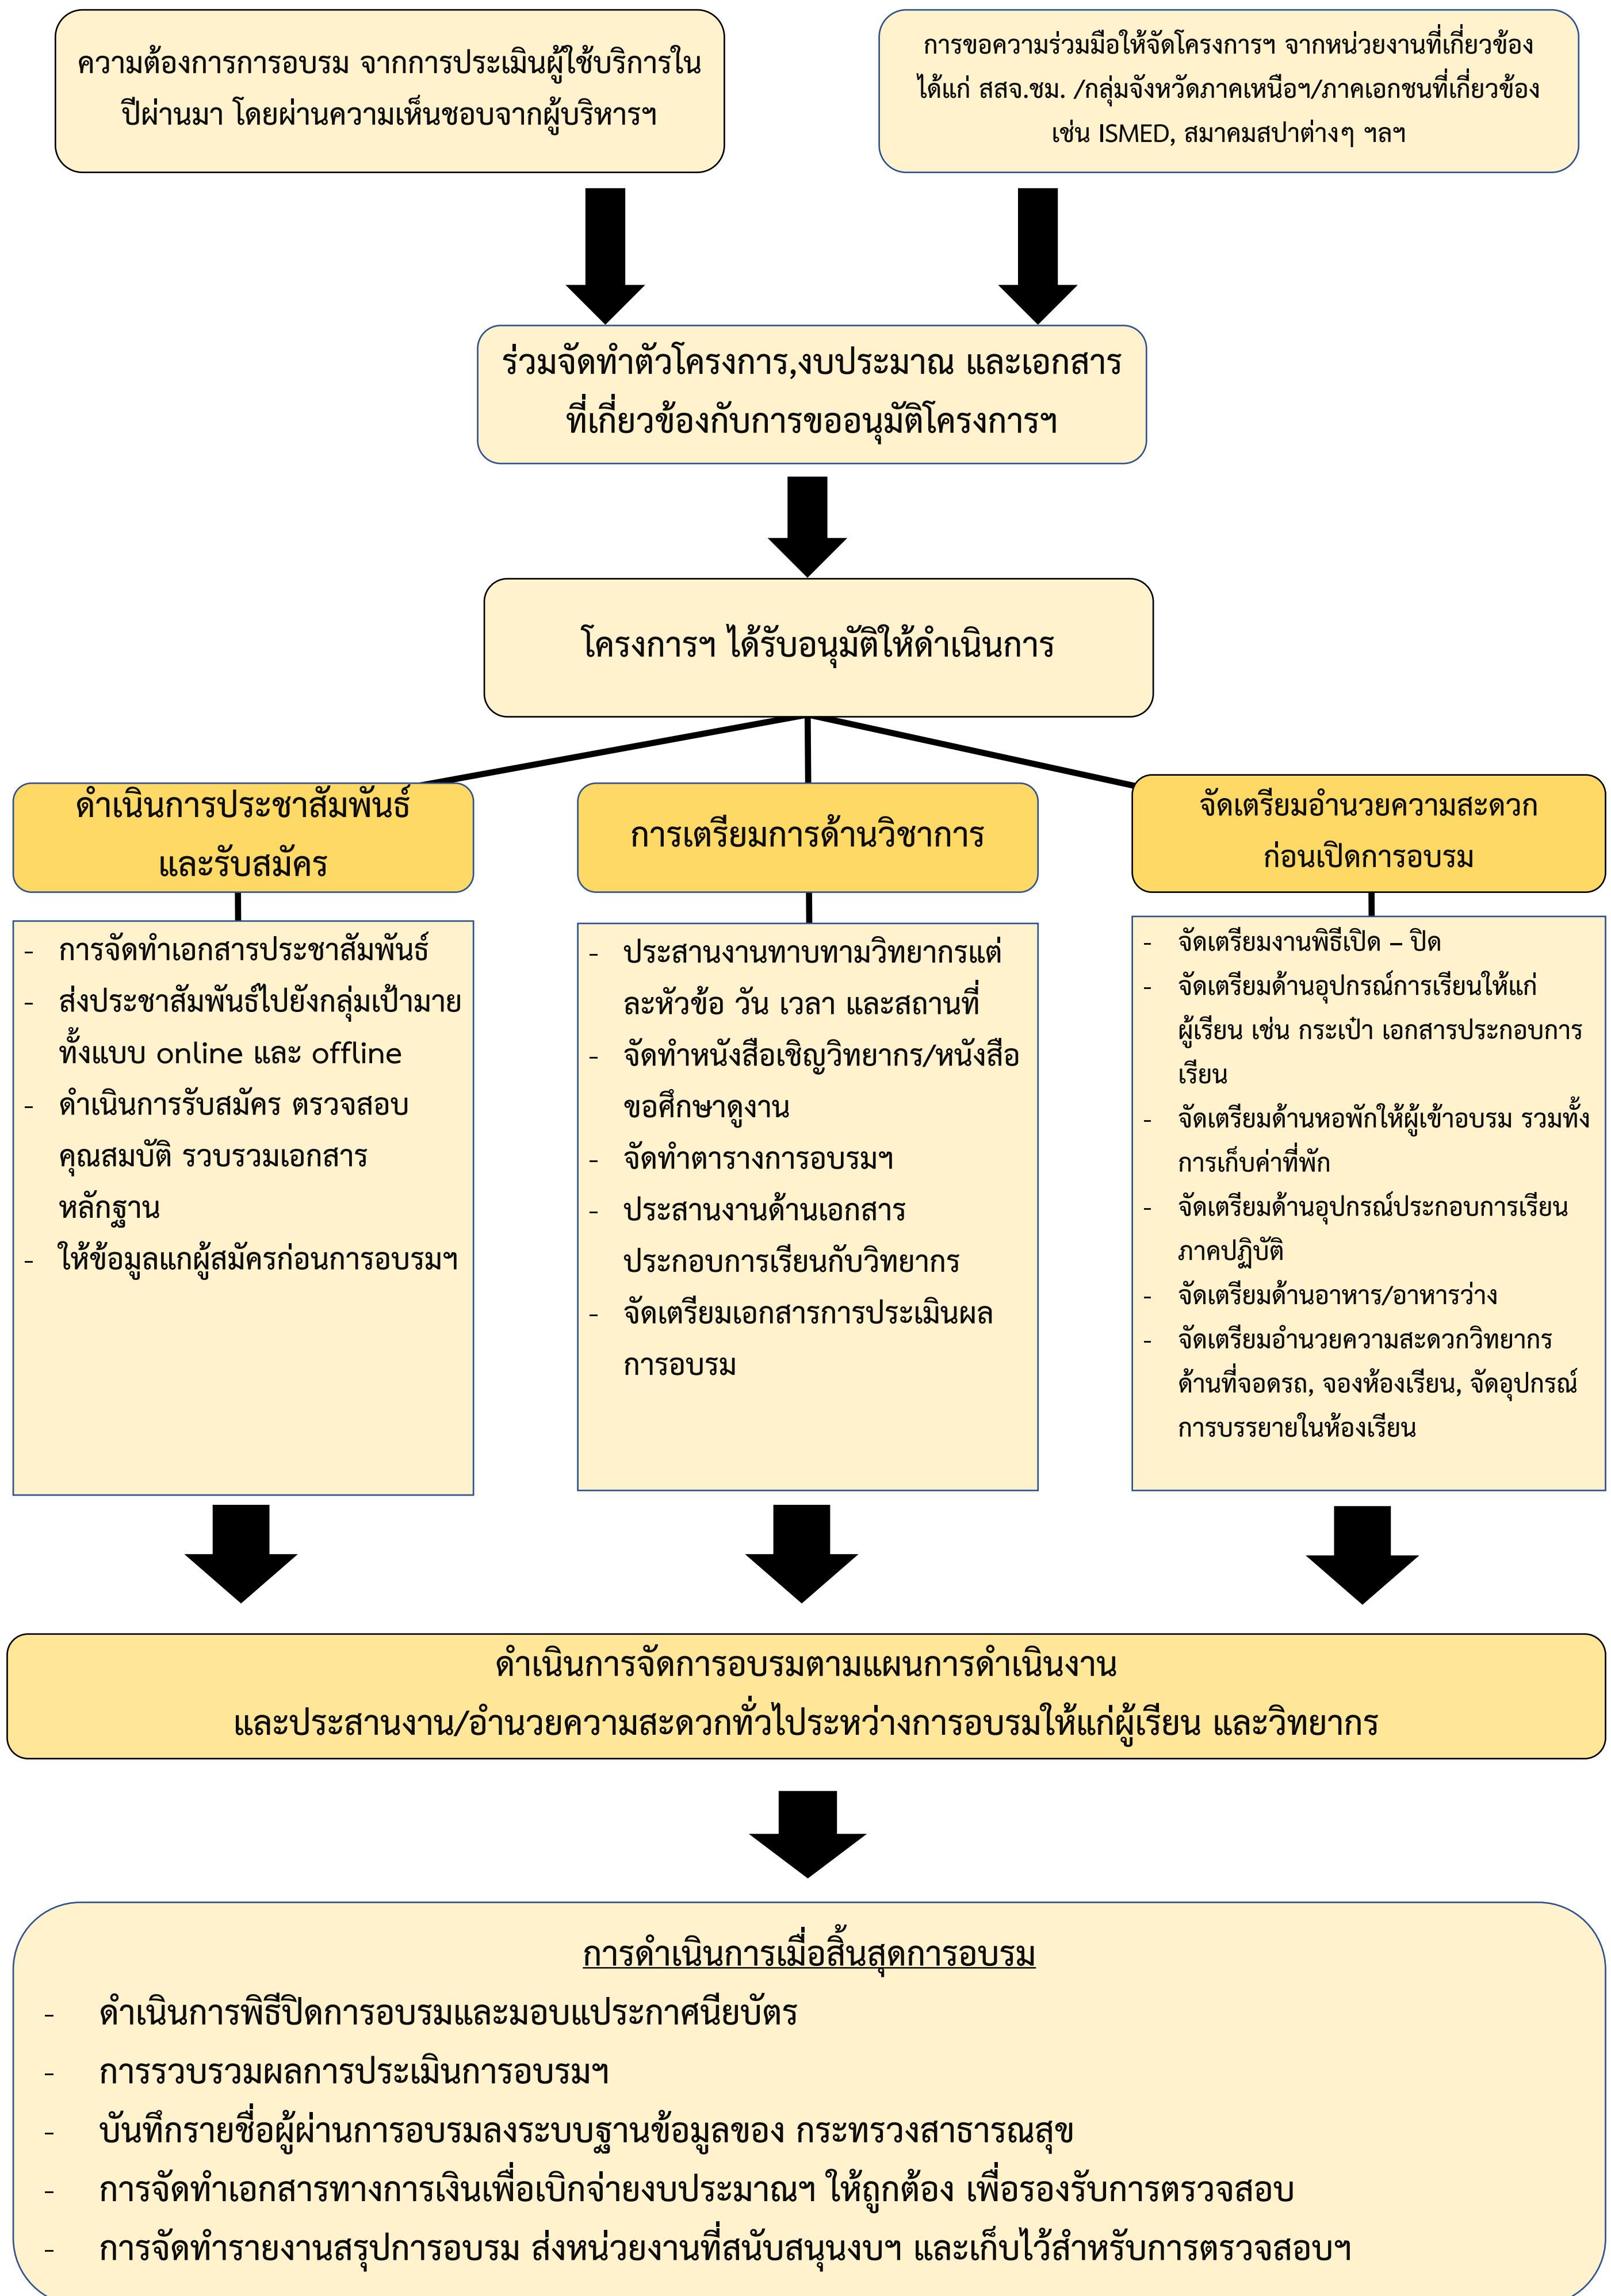 ความต้องการการอบรม จากการประเมินผู้ใช้บริการใน
ปีผ่านมา โดยผ่านความเห็นชอบจากผู้บริหารฯ
การขอความร่วมมือให้จัดโครงการฯ จากหน่วยงานที่เกี่ยวข้อง
ได้แก่ สสจ.ชม. /กลุ่มจังหวัดภาคเหนือฯ/ภาคเอกชนที่เกี่ยวข้อง
เช่น ISMED, สมาคมสปาต่างๆ ฯลฯ
ร่วมจัดทำตัวโครงการ,งบประมาณ และเอกสาร
ที่เกี่ยวข้องกับการขออนุมัติโครงการฯ
โครงการฯ ได้รับอนุมัติให้ดำเนินการ
ดำเนินการประชาสัมพันธ์
และรับสมัคร
- การจัดทำเอกสารประชาสัมพันธ์
- ส่งประชาสัมพันธ์ไปยังกลุ่มเป้ามาย
ทั้งแบบ online และ offline
- ดำเนินการรับสมัคร ตรวจสอบ
คุณสมบัติ รวบรวมเอกสาร
หลักฐาน
- ให้ข้อมูลแกผู้สมัครก่อนการอบรมฯ
การเตรียมการด้านวิชาการ
- ประสานงานทาบทามวิทยากรแต่
ละหัวข้อ วัน เวลา และสถานที่
- จัดทำหนังสือเชิญวิทยากร/หนังสือ
ขอศึกษาดูงาน
- จัดทำตารางการอบรมฯ
- ประสานงานด้านเอกสาร
ประกอบการเรียนกับวิทยากร
- จัดเตรียมเอกสารการประเมินผล
การอบรม
จัดเตรียมอำนวยความสะดวก
ก่อนเปิดการอบรม
- จัดเตรียมงานพิธีเปิด – ปิด
- จัดเตรียมด้านอุปกรณ์การเรียนให้แก่
ผู้เรียน เช่น กระเป๋า เอกสารประกอบการ
เรียน
- จัดเตรียมด้านหอพักให้ผู้เข้าอบรม รวมทั้ง
การเก็บค่าที่พัก
- จัดเตรียมด้านอุปกรณ์ประกอบการเรียน
ภาคปฏิบัติ
- จัดเตรียมด้านอาหาร/อาหารว่าง
- จัดเตรียมอำนวยความสะดวกวิทยากร
ด้านที่จอดรถ, จองห้องเรียน, จัดอุปกรณ์
การบรรยายในห้องเรียน
ดำเนินการจัดการอบรมตามแผนการดำเนินงาน
และประสานงาน/อำนวยความสะดวกทั่วไประหว่างการอบรมให้แก่ผู้เรียน และวิทยากร
การดำเนินการเมื่อสิ้นสุดการอบรม
- ดำเนินการพิธีปิดการอบรมและมอบแประกาศนียบัตร
- การรวบรวมผลการประเมินการอบรมฯ
- บันทึกรายชื่อผู้ผ่านการอบรมลงระบบฐานข้อมูลของ กระทรวงสาธารณสุข
- การจัดทำเอกสารทางการเงินเพื่อเบิกจ่ายงบประมาณฯ ให้ถูกต้อง เพื่อรองรับการตรวจสอบ
- การจัดทำรายงานสรุปการอบรม ส่งหน่วยงานที่สนับสนุนงบฯ และเก็บไว้สำหรับการตรวจสอบฯ